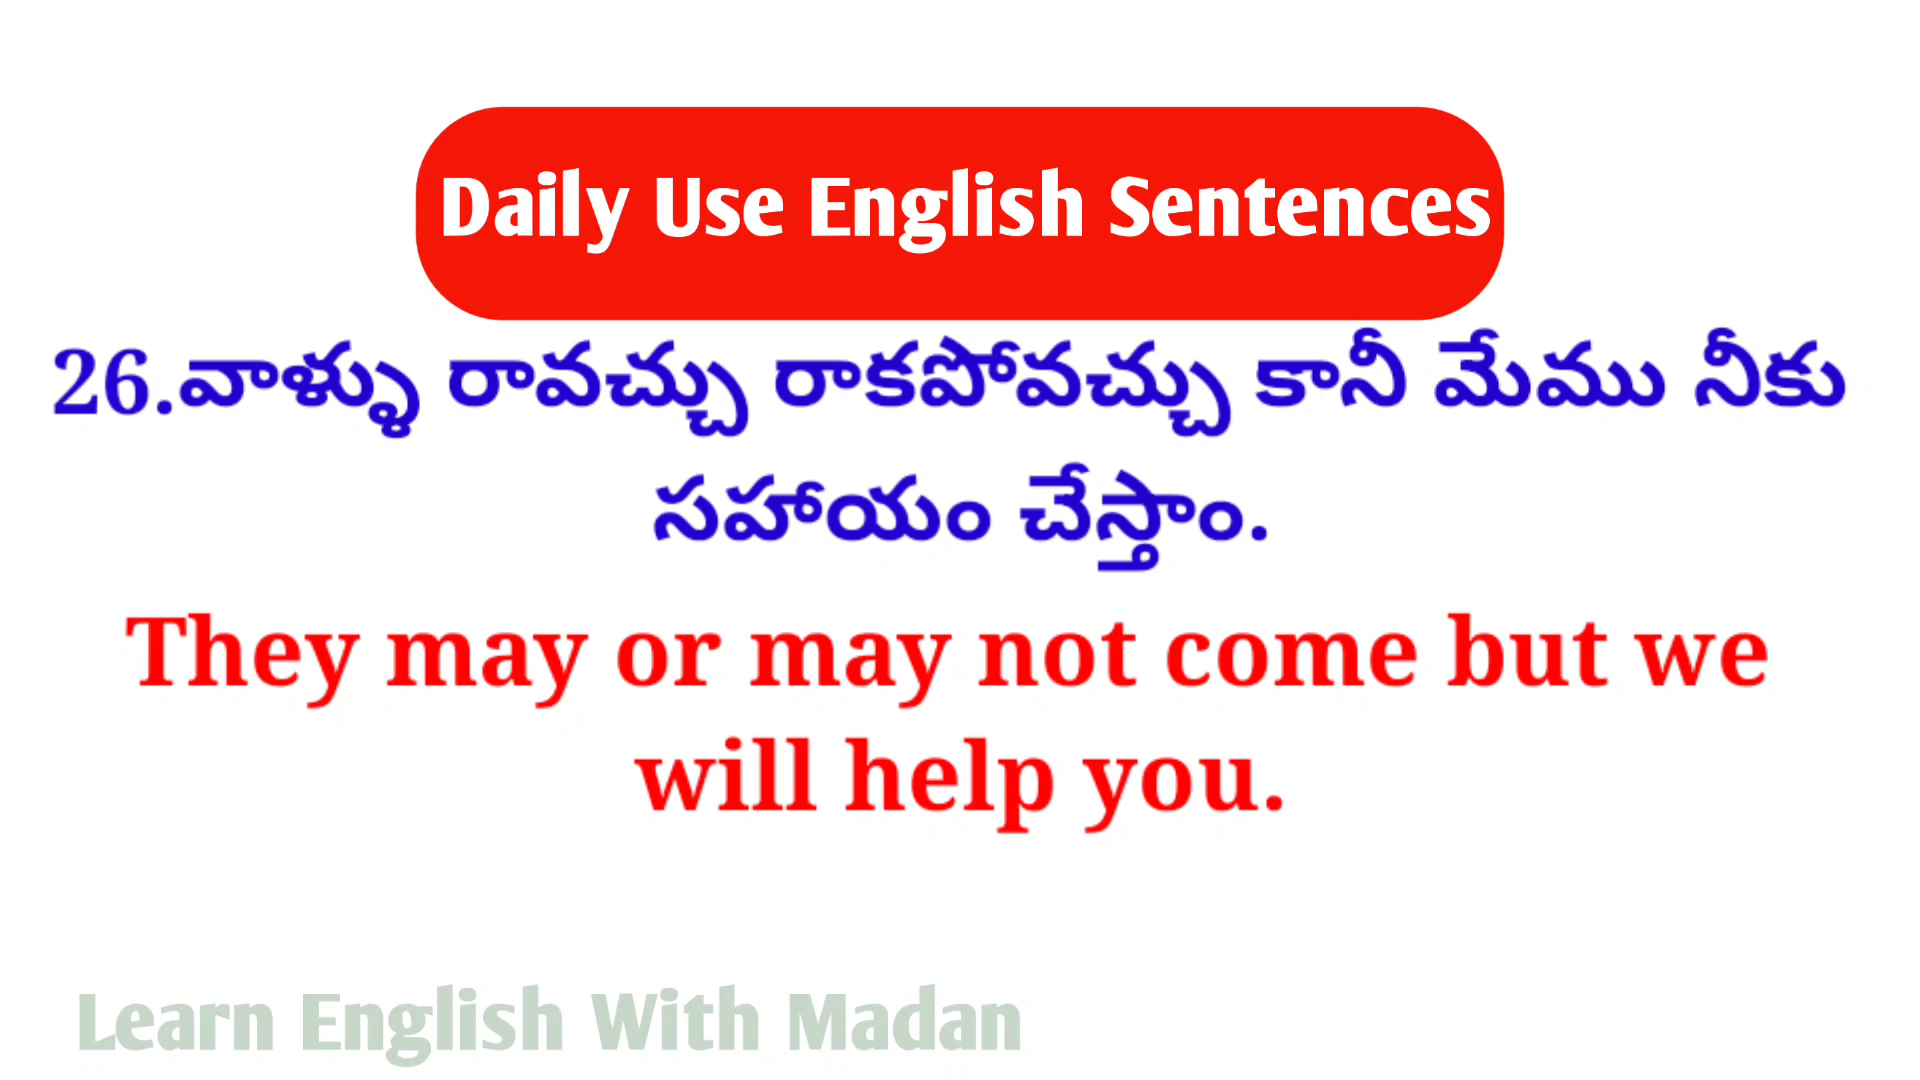 Daily Use English Sentences
26.వాళ్ళు రావచ్చు రాకపోవచ్చు కానీ మేము నీకు
సహాయం చేస్తాం.
They may or may not come but we
will help you.
Learn English With Madan